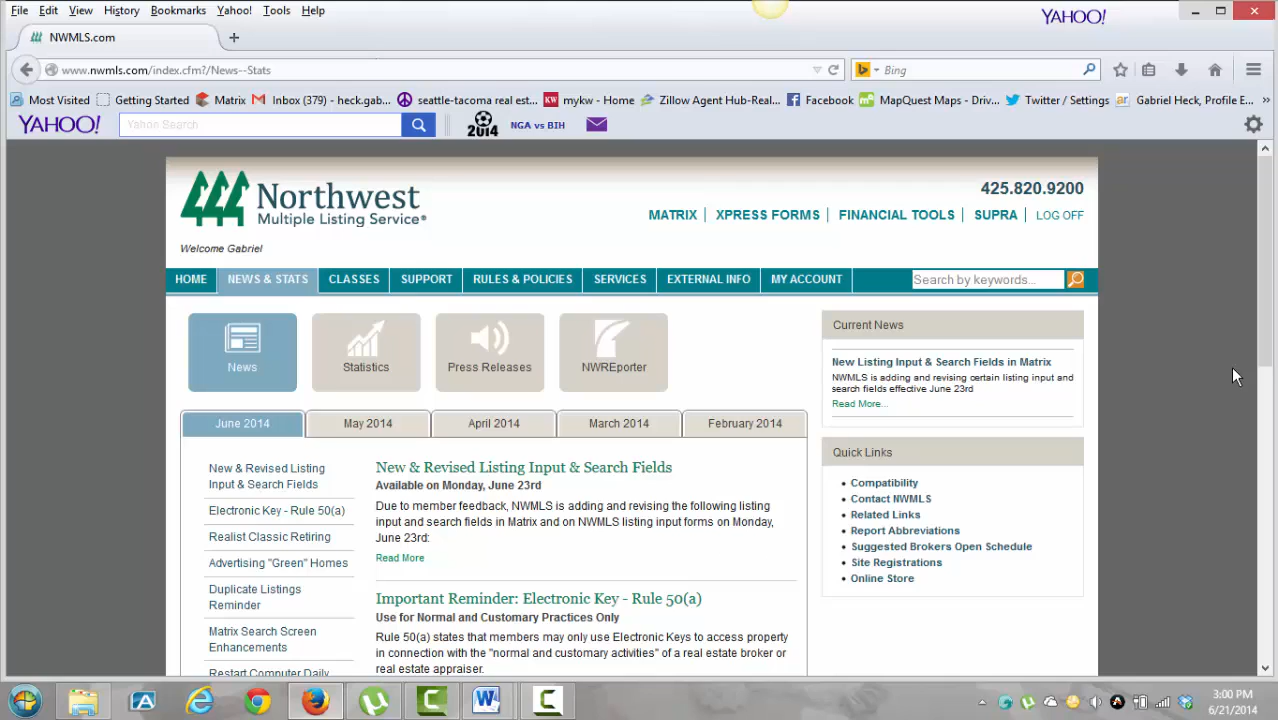 File Edit View History Bookmarks Yahoo! Tools Help
YAHOO!
NWMLS.com
www.nwmls.com/index.cfm?/News--Stats
Bing
Most Visited Getting Started Matrix Inbox (379) - heck.gab... seattle-tacoma real est... mykw - Home Zillow Agent Hub-Real... Facebook MapQuest Maps - Driv... Twitter / Settings Gabriel Heck, Profile E... »
YAHOO! Yahoo Search 2014 NGA vs BIH
Northwest
Multiple Listing Service®
425.820.9200
MATRIX | XPRESS FORMS | FINANCIAL TOOLS | SUPRA | LOG OFF
Welcome Gabriel
HOME NEWS & STATS CLASSES SUPPORT RULES & POLICIES SERVICES EXTERNAL INFO MY ACCOUNT Search by keywords...
News Statistics Press Releases NWREporter
June 2014 May 2014 April 2014 March 2014 February 2014
New & Revised Listing
Input & Search Fields
Electronic Key - Rule 50(a)
Realist Classic Retiring
Advertising "Green" Homes
Duplicate Listings
Reminder
Matrix Search Screen
Enhancements
Restart Computer Daily
New & Revised Listing Input & Search Fields
Available on Monday, June 23rd
Due to member feedback, NWMLS is adding and revising the following listing
input and search fields in Matrix and on NWMLS listing input forms on Monday,
June 23rd:
Read More
Important Reminder: Electronic Key - Rule 50(a)
Use for Normal and Customary Practices Only
Rule 50(a) states that members may only use Electronic Keys to access property
in connection with the "normal and customary activities" of a real estate broker or
real estate appraiser.
Current News
New Listing Input & Search Fields in Matrix
NWMLS is adding and revising certain listing input and
search fields effective June 23rd
Read More...
Quick Links
Compatibility
Contact NWMLS
Related Links
Report Abbreviations
Suggested Brokers Open Schedule
Site Registrations
Online Store
3:00 PM
6/21/2014